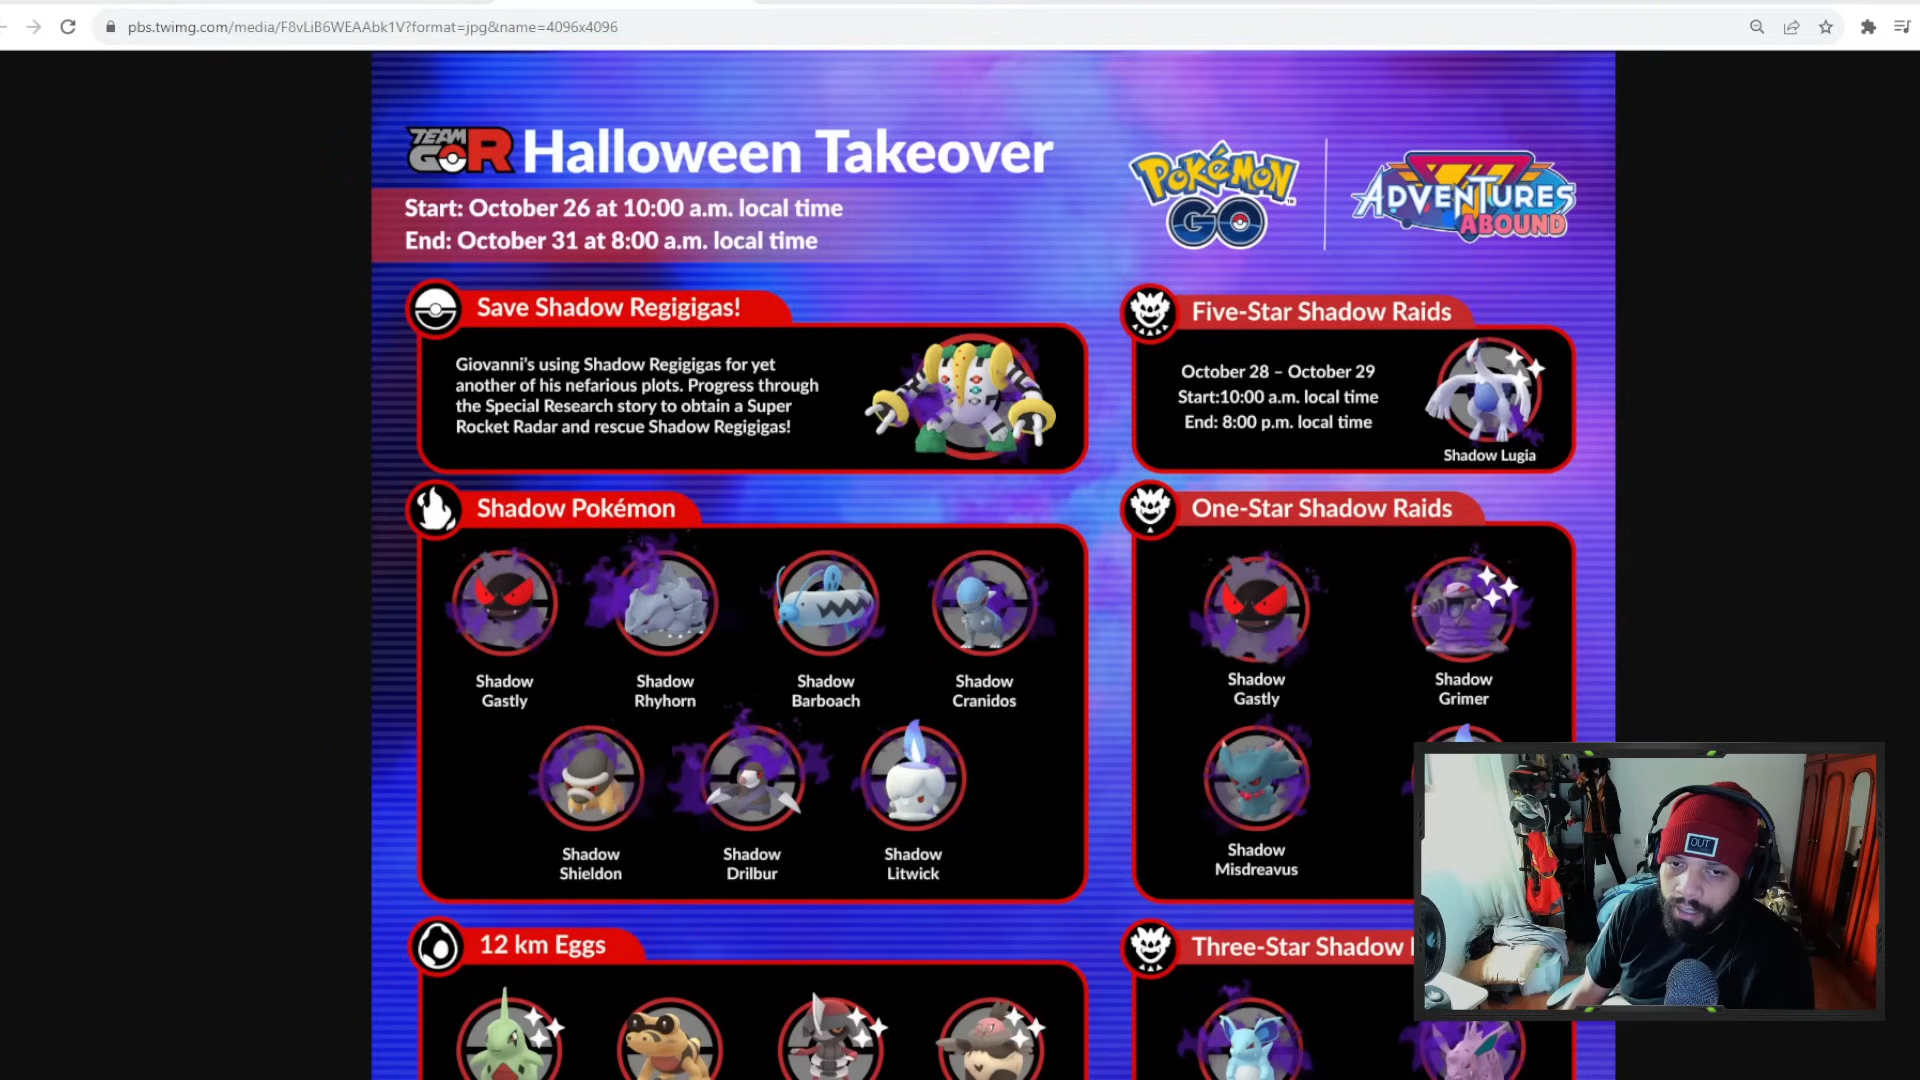 pbs.twimg.com/media/F8vLiB6WEAAbk1V?format=jpg&name=4096x4096
TEAM GO R Halloween Takeover
Start: October 26 at 10:00 a.m. local time
End: October 31 at 8:00 a.m. local time
POKéMON GO
ADVENTURES ABOUND
Save Shadow Regigigas!
Giovanni's using Shadow Regigigas for yet
another of his nefarious plots. Progress through
the Special Research story to obtain a Super
Rocket Radar and rescue Shadow Regigigas!
Five-Star Shadow Raids
October 28 – October 29
Start:10:00 a.m. local time
End: 8:00 p.m. local time
Shadow Lugia
Shadow Pokémon
Shadow
Gastly
Shadow
Rhyhorn
Shadow
Barboach
Shadow
Cranidos
Shadow
Shieldon
Shadow
Drilbur
Shadow
Litwick
One-Star Shadow Raids
Shadow
Gastly
Shadow
Grimer
Shadow
Misdreavus
12 km Eggs
Three-Star Shadow
OUT